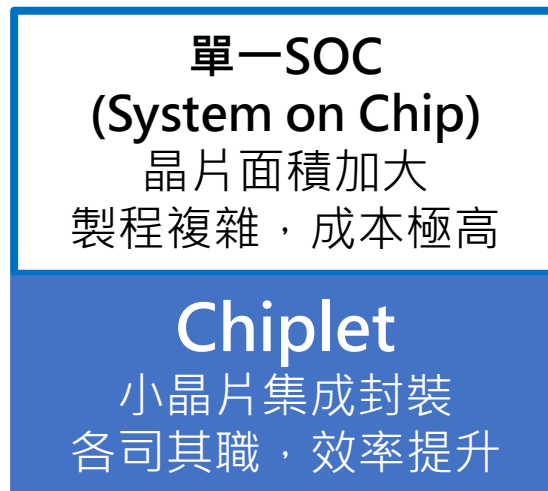 單一SOC
(System on Chip)
晶片面積加大
製程複雜，成本極高
Chiplet
小晶片集成封裝
各司其職，效率提升